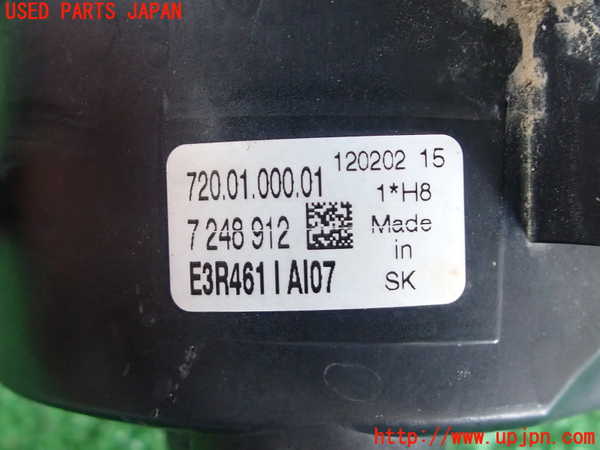 USED PARTS JAPAN
720.01.000.01
120202 15
1*H8
7 248 912
Made
in
SK
E3R461 I AI07
http://www.upjpn.com/